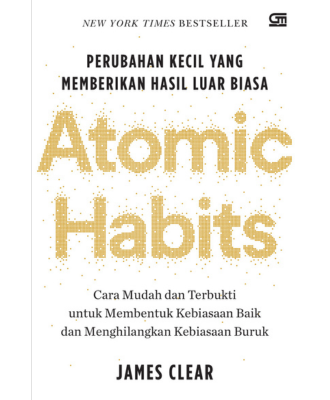 NEW YORK TIMES BESTSELLER
PERUBAHAN KECIL YANG
MEMBERIKAN HASIL LUAR BIASA
Atomic
Habits
Cara Mudah dan Terbukti
untuk Membentuk Kebiasaan Baik
dan Menghilangkan Kebiasaan Buruk
JAMES CLEAR